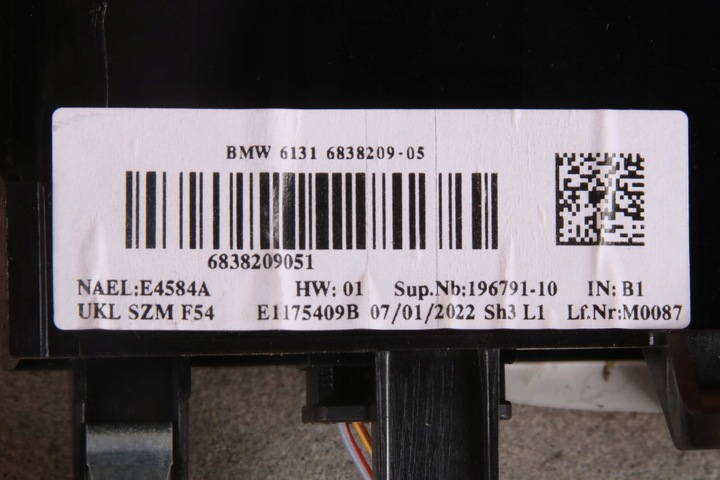 BMW 6131 6838209-05
6838209051
NAEL:E4584A HW: 01 Sup.Nb:196791-10 IN: B1
UKL SZM F54 E1175409B 07/01/2022 Sh3 L1 Lf.Nr:M0087